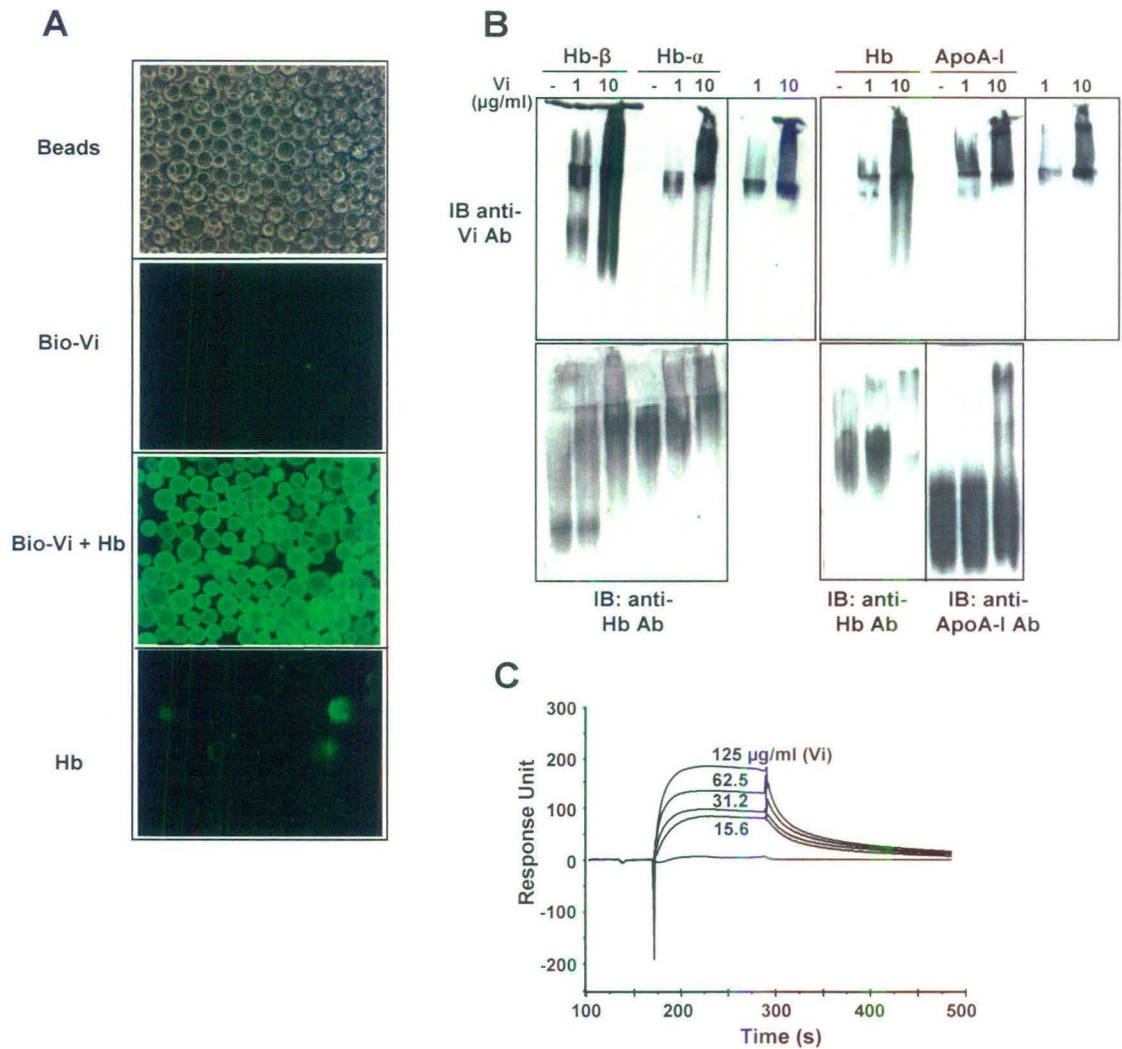 A
Beads
Bio-Vi
Bio-Vi + Hb
Hb
B
Hb-β Hb-α Hb ApoA-I
Vi (µg/ml) - 1 10 - 1 10 1 10 - 1 10 - 1 10 1 10
IB anti-
Vi Ab
IB: anti-
Hb Ab
IB: anti-
Hb Ab
IB: anti-
ApoA-I Ab
C
Response Unit
300
200
100
0
-100
-200
125 µg/ml (Vi)
62.5
31.2
15.6
100 200 300 400 500
Time (s)